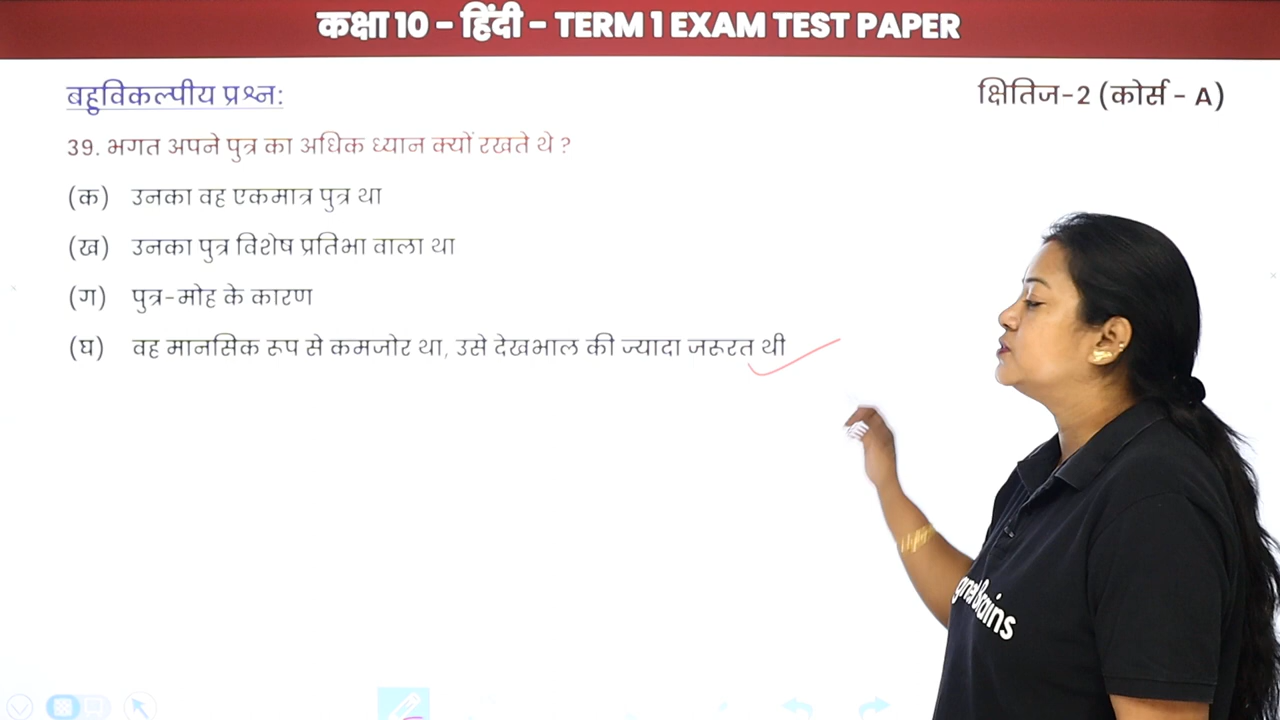 कक्षा 10 - हिंदी - TERM 1 EXAM TEST PAPER
बहुविकल्पीय प्रश्न:
क्षितिज-2 (कोर्स - A)
39. भगत अपने पुत्र का अधिक ध्यान क्यों रखते थे ?
(क) उनका वह एकमात्र पुत्र था
(ख) उनका पुत्र विशेष प्रतिभा वाला था
(ग) पुत्र-मोह के कारण
(घ) वह मानसिक रूप से कमजोर था, उसे देखभाल की ज्यादा जरूरत थी